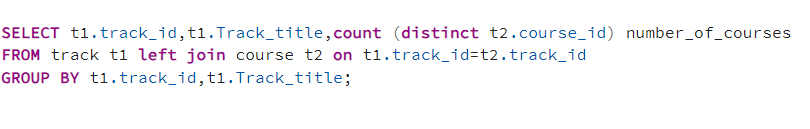 SELECT t1.track_id,t1.Track_title,count (distinct t2.course_id) number_of_courses
FROM track t1 left join course t2 on t1.track_id=t2.track_id
GROUP BY t1.track_id,t1.Track_title;